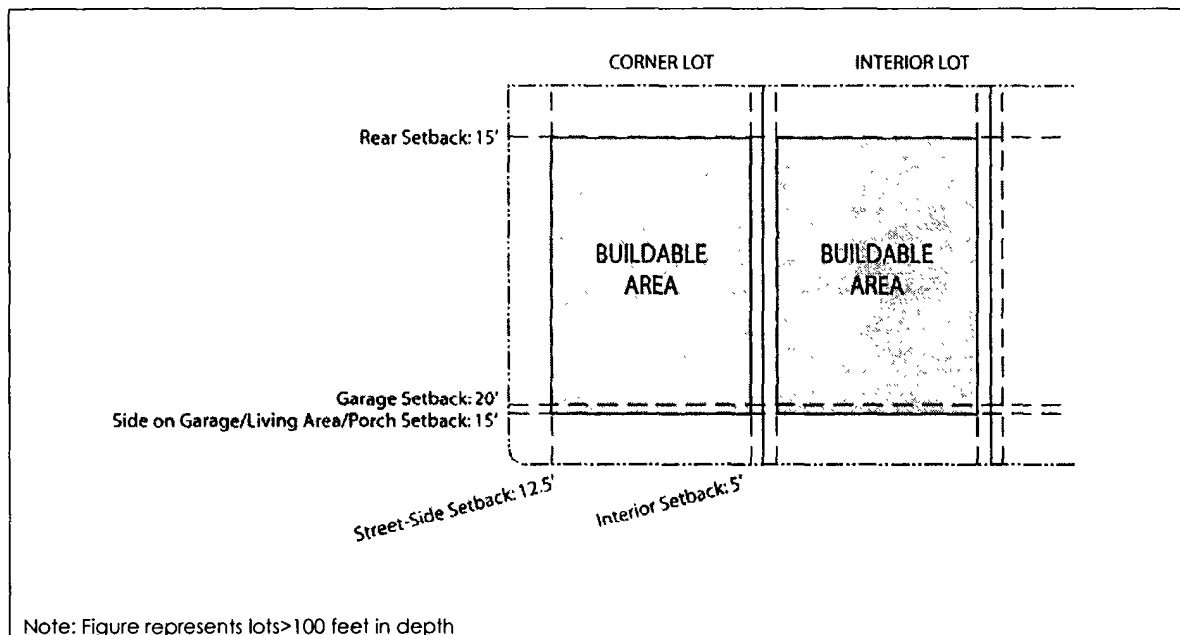 CORNER LOT
INTERIOR LOT
Rear Setback: 15'
BUILDABLE
AREA
BUILDABLE
AREA
Garage Setback: 20'
Side on Garage/Living Area/Porch Setback: 15'
Street-Side Setback: 12.5'
Interior Setback: 5'
Note: Figure represents lots>100 feet in depth